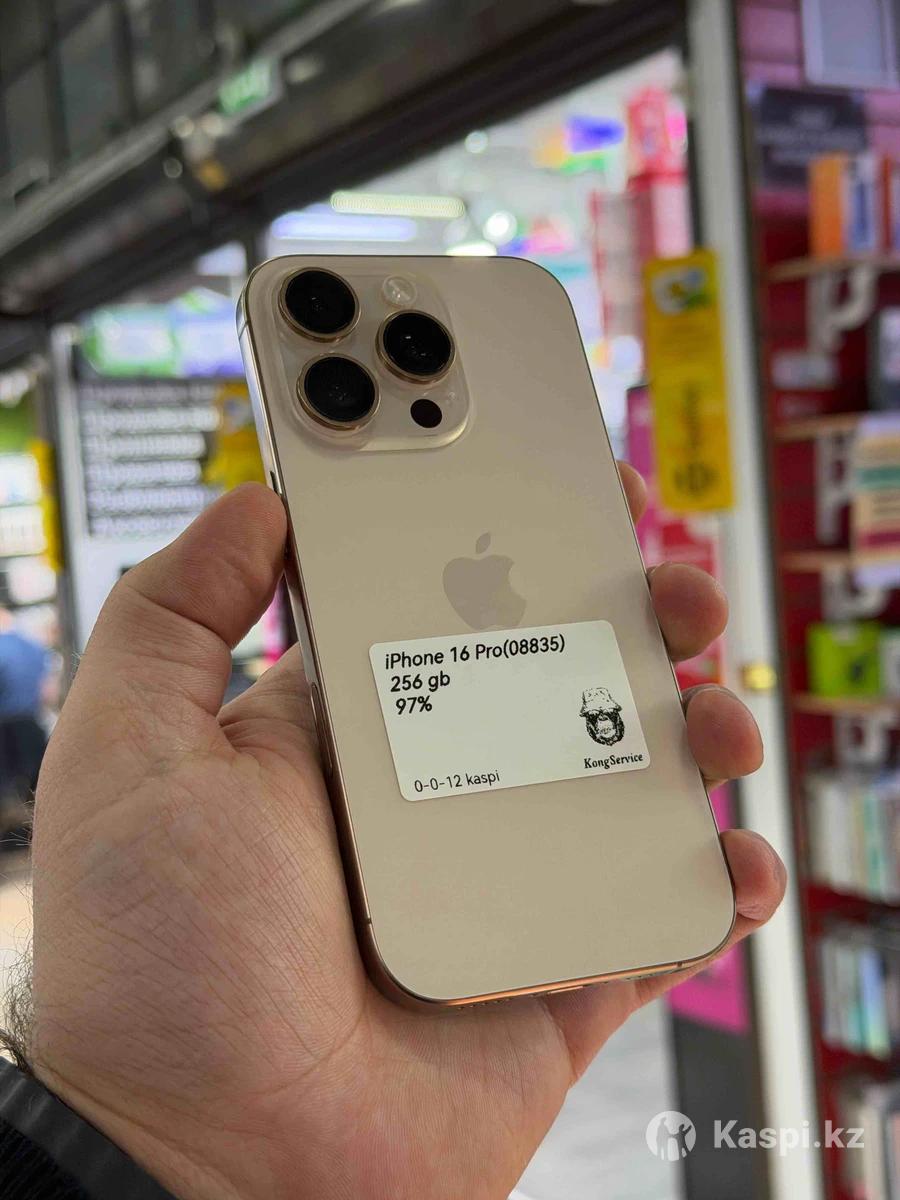 iPhone 16 Pro(08835)
256 gb
97%
KongService
0-0-12 kaspi
Kaspi.kz